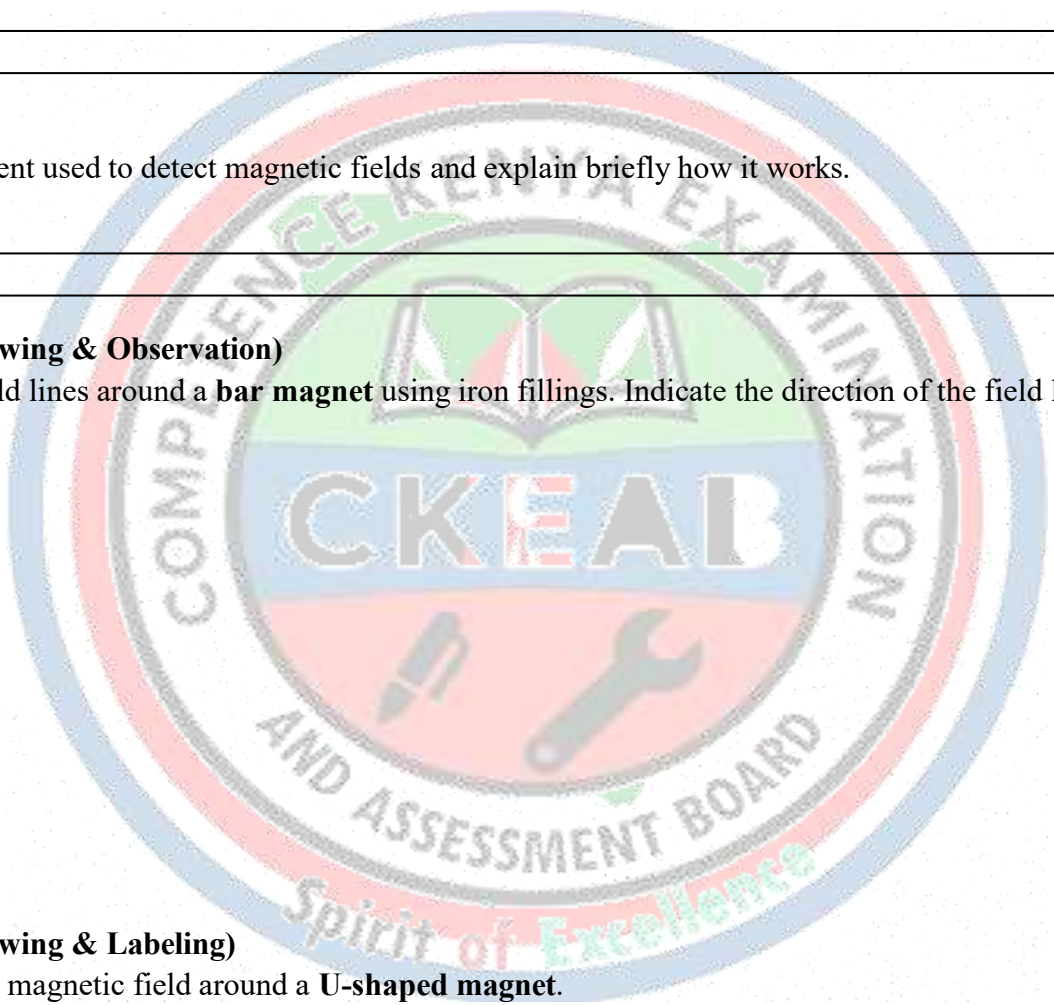 ent used to detect magnetic fields and explain briefly how it works.
wing & Observation)
ld lines around a bar magnet using iron fillings. Indicate the direction of the field l
COMPETENCE KENYA EXAMINATION
CKEAB
AND ASSESSMENT BOARD
Spirit of Excellence
wing & Labeling)
magnetic field around a U-shaped magnet.